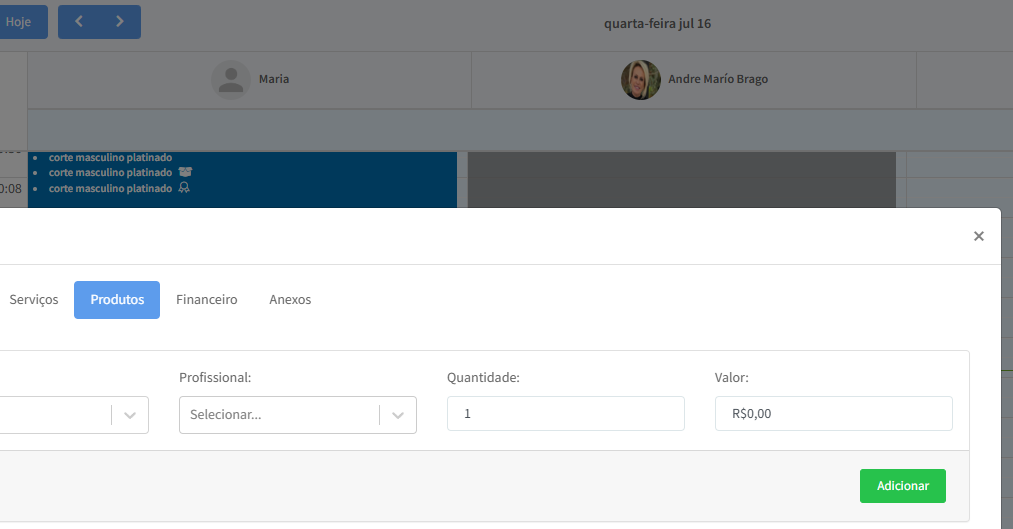 Hoje
quarta-feira jul 16
Maria
Andre Marío Brago
corte masculino platinado
corte masculino platinado
0:08
corte masculino platinado
×
Serviços
Produtos
Financeiro
Anexos
Profissional:
Quantidade:
Valor:
Selecionar...
1
R$0,00
Adicionar